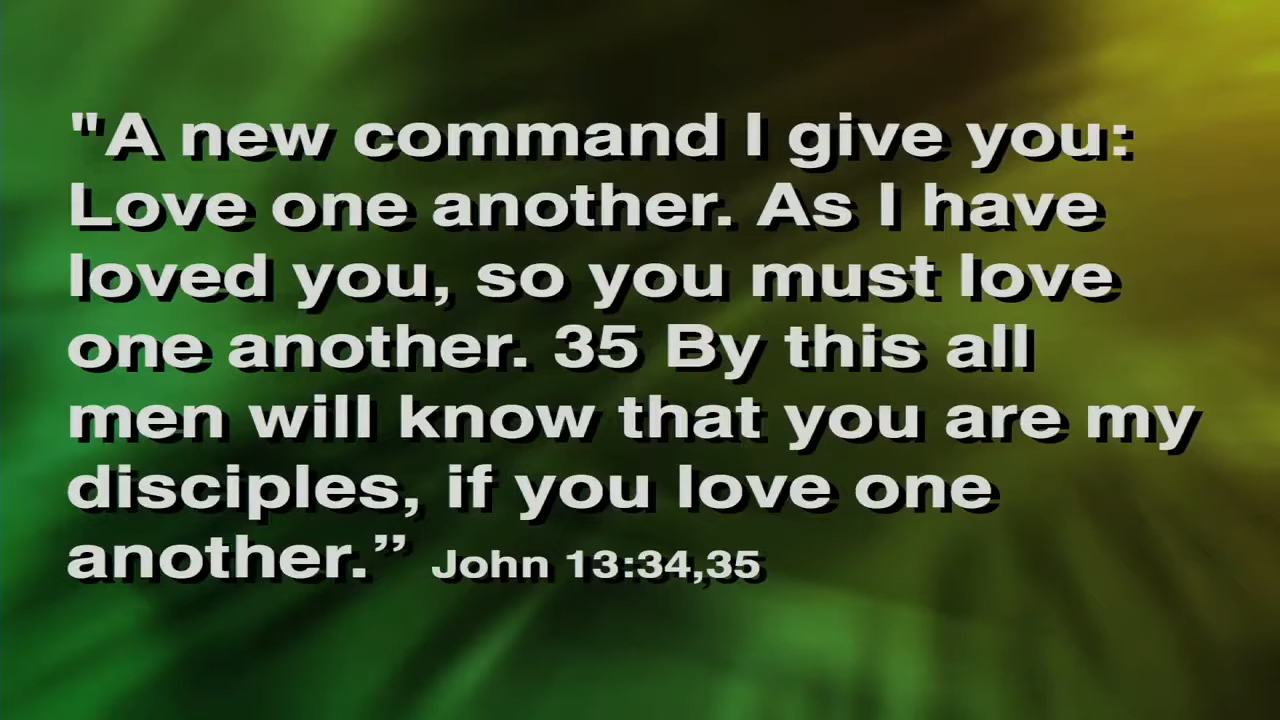 "A new command I give you:
Love one another. As I have
loved you, so you must love
one another. 35 By this all
men will know that you are my
disciples, if you love one
another.” John 13:34,35